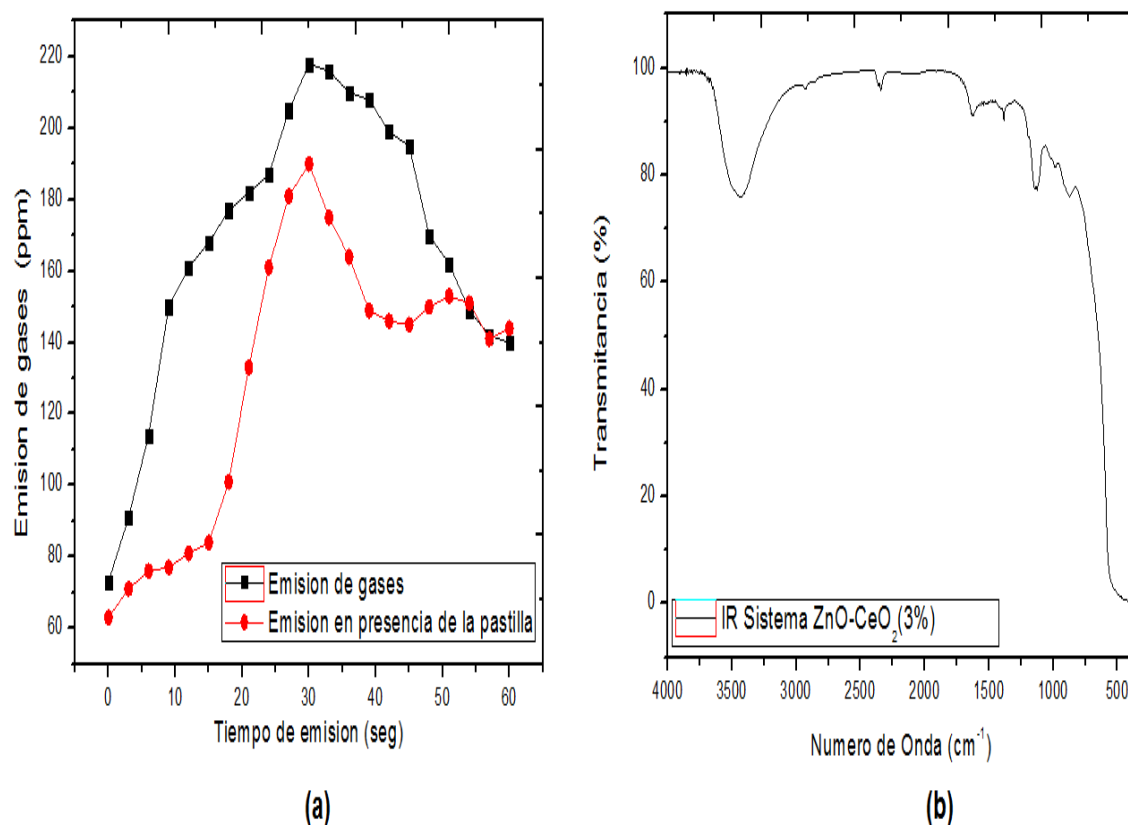 Emision de gases (ppm)
220
200
180
160
140
120
100
80
60
Emision de gases
Emision en presencia de la pastilla
0 10 20 30 40 50 60
Tiempo de emision (seg)
(a)
Transmitancia (%)
100
80
60
40
20
0
IR Sistema ZnO-CeO2(3%)
4000 3500 3000 2500 2000 1500 1000 500
Numero de Onda (cm-1)
(b)